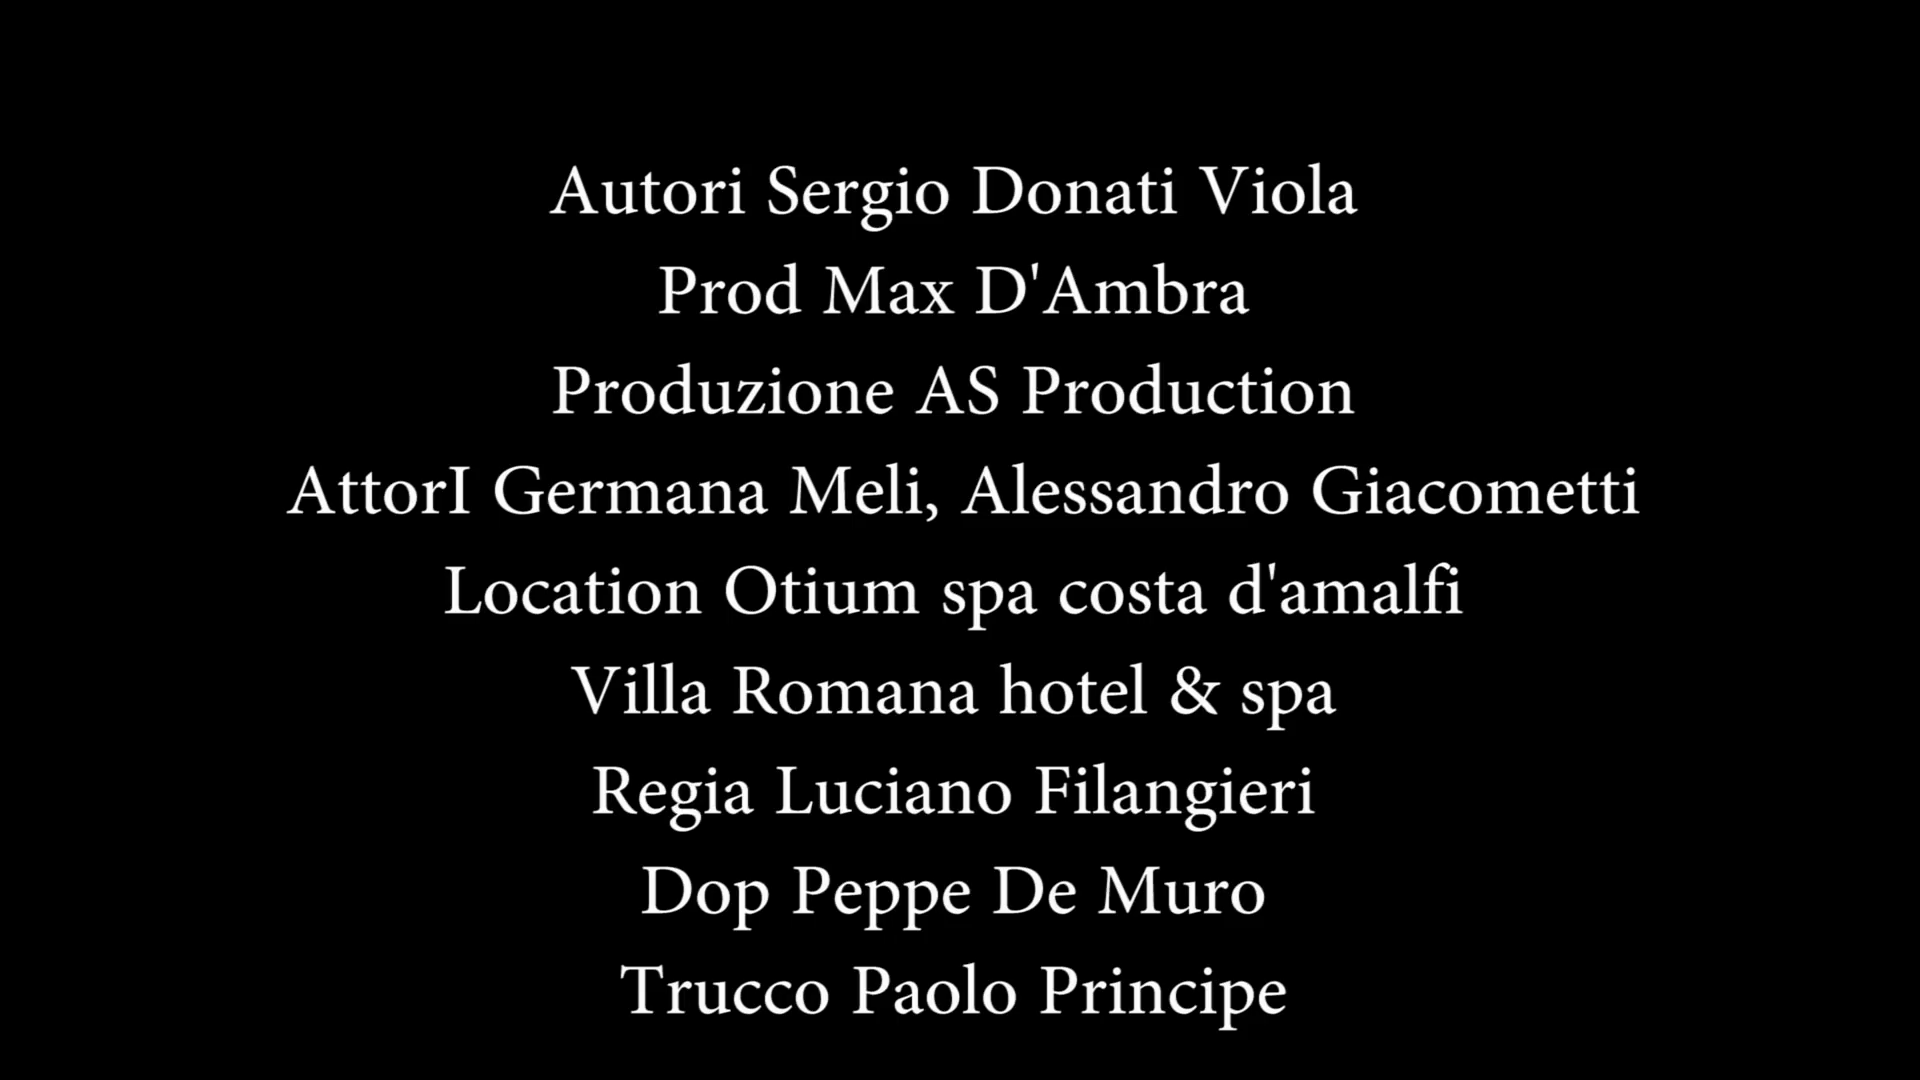 Autori Sergio Donati Viola
Prod Max D'Ambra
Produzione AS Production
AttorI Germana Meli, Alessandro Giacometti
Location Otium spa costa d'amalfi
Villa Romana hotel & spa
Regia Luciano Filangieri
Dop Peppe De Muro
Trucco Paolo Principe